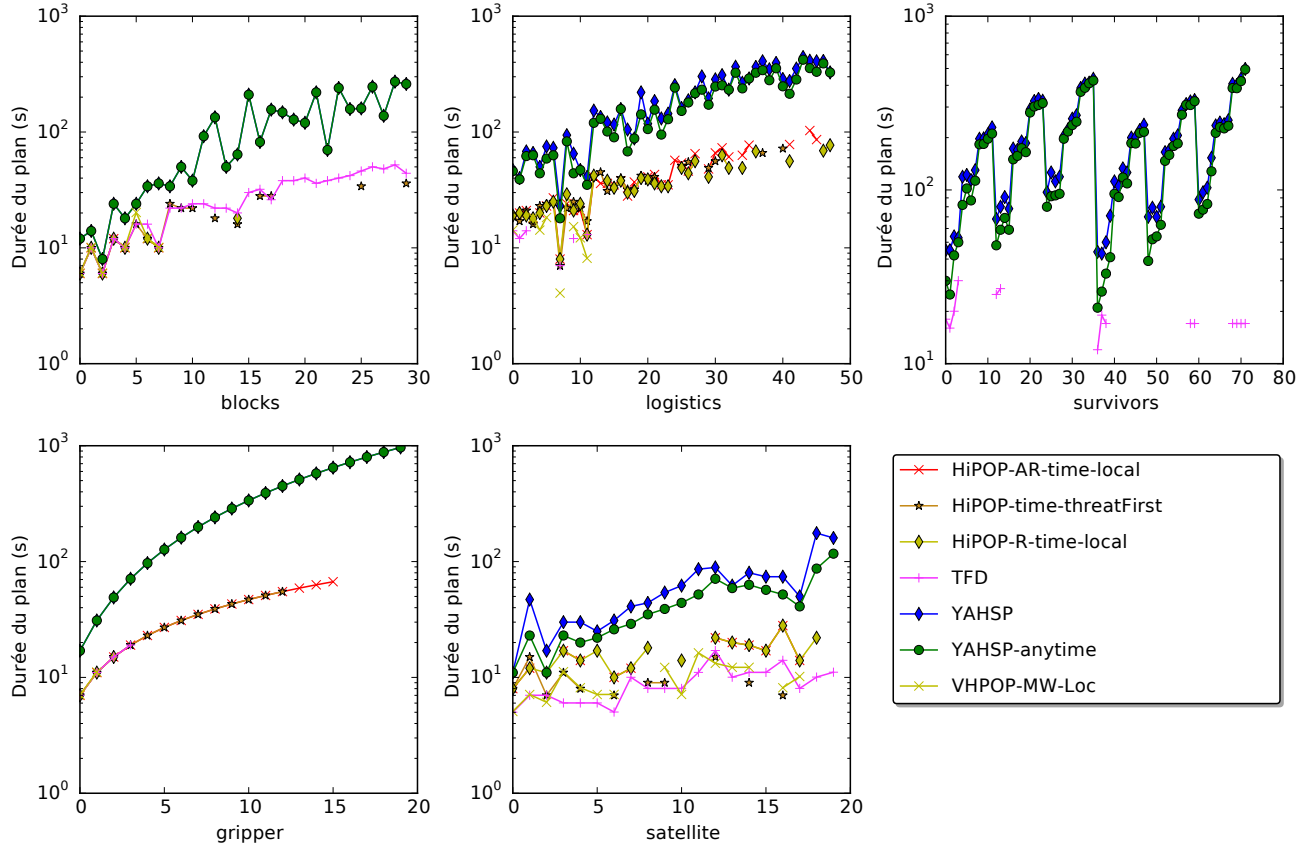 10³ 10³ 10³
10² 10² 10²
10¹ 10¹ 10¹
10⁰ 10⁰
Durée du plan (s) Durée du plan (s) Durée du plan (s)
0 5 10 15 20 25 30 0 10 20 30 40 50 0 10 20 30 40 50 60 70 80
blocks logistics survivors
10³ 10³
10² 10²
10¹ 10¹
10⁰ 10⁰
Durée du plan (s) Durée du plan (s)
0 5 10 15 20 0 5 10 15 20
gripper satellite
HiPOP-AR-time-local
HiPOP-time-threatFirst
HiPOP-R-time-local
TFD
YAHSP
YAHSP-anytime
VHPOP-MW-Loc